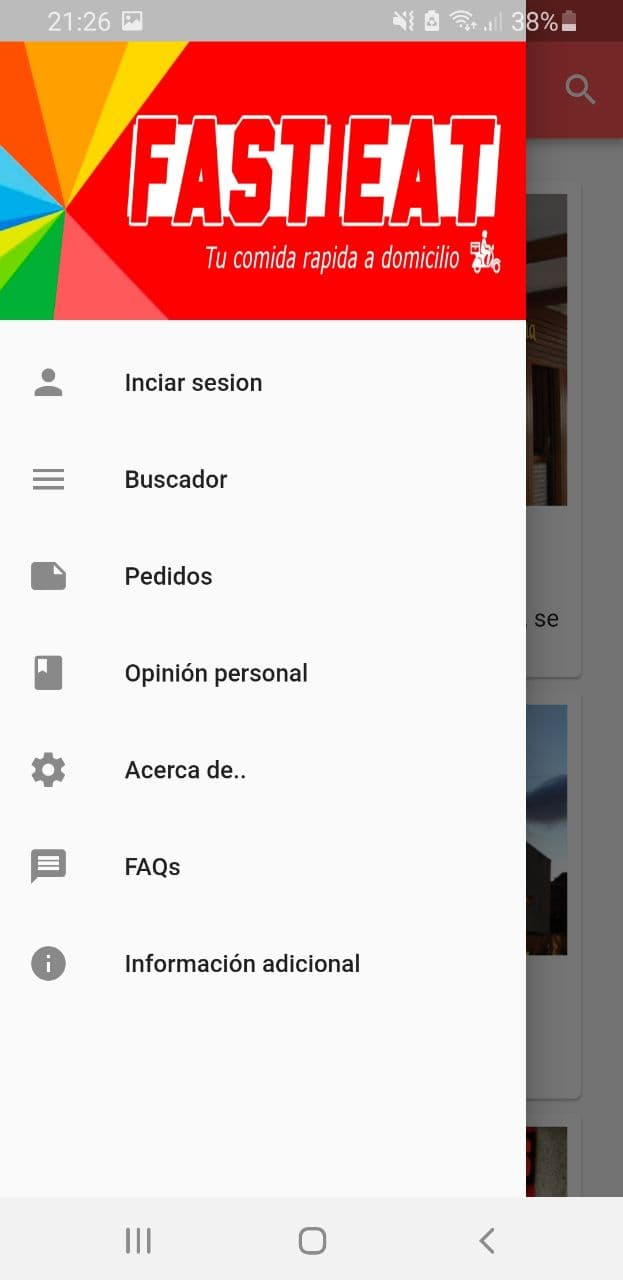 21:26 38%
FAST EAT
Tu comida rapida a domicilio
Inciar sesion
Buscador
Pedidos
, se
Opinión personal
Acerca de..
FAQs
Información adicional